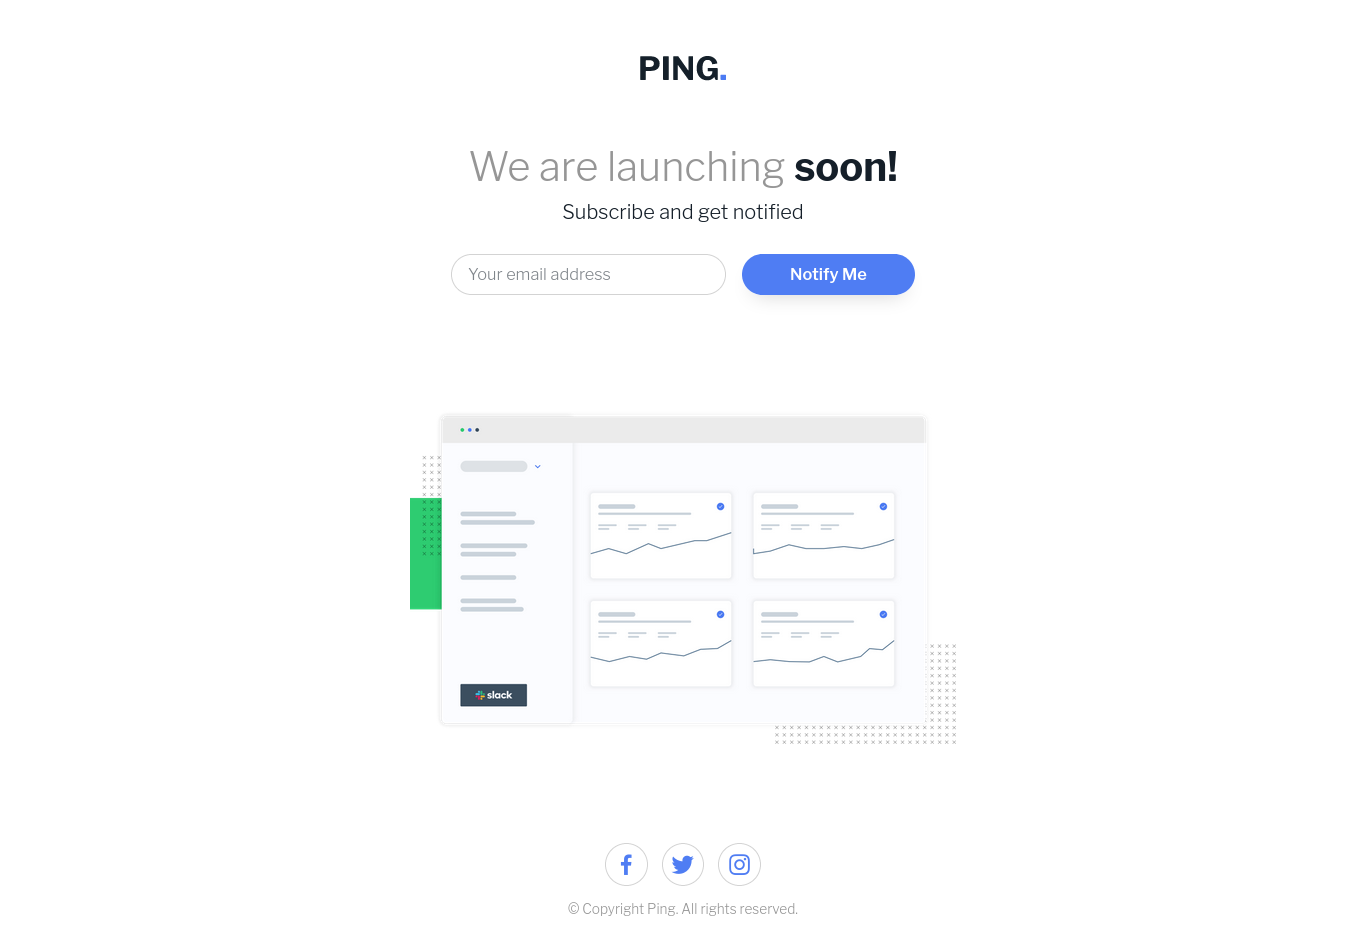 PING.
We are launching soon!
Subscribe and get notified
Your email address
Notify Me
slack
© Copyright Ping. All rights reserved.